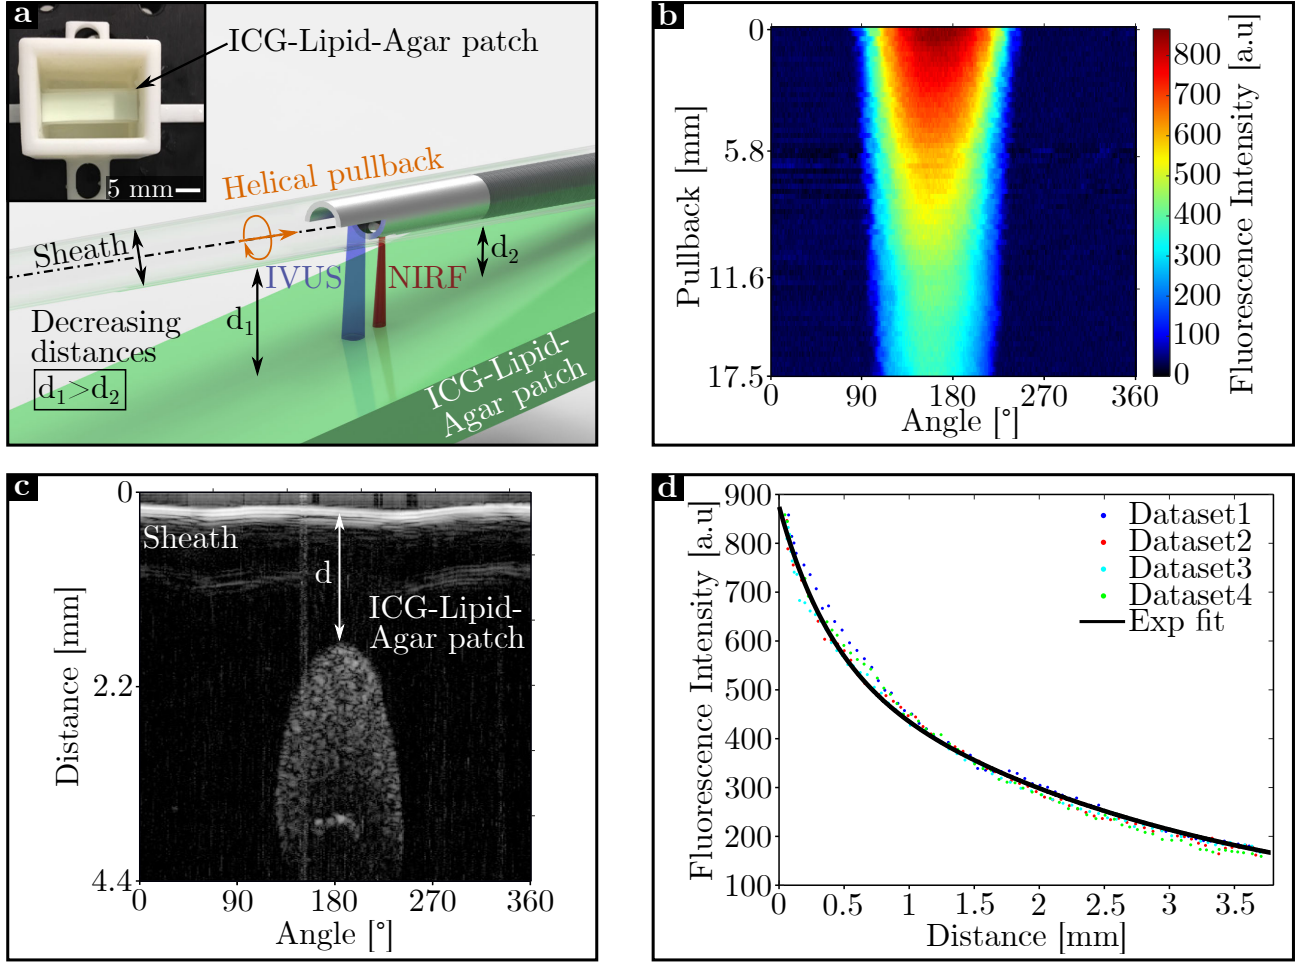 a
ICG-Lipid-Agar patch
5 mm
Helical pullback
Sheath
IVUS
NIRF
d1
d2
Decreasing
distances
d1>d2
ICG-Lipid-
Agar patch
b
0
5.8
11.6
17.5
Pullback [mm]
0
90
180
270
360
Angle [°]
800
700
600
500
400
300
200
100
0
Fluorescence Intensity [a.u]
c
0
2.2
4.4
Distance [mm]
Sheath
d
ICG-Lipid-
Agar patch
0
90
180
270
360
Angle [°]
d
900
800
700
600
500
400
300
200
100
Fluorescence Intensity [a.u]
Dataset1
Dataset2
Dataset3
Dataset4
Exp fit
0
0.5
1
1.5
2
2.5
3
3.5
Distance [mm]